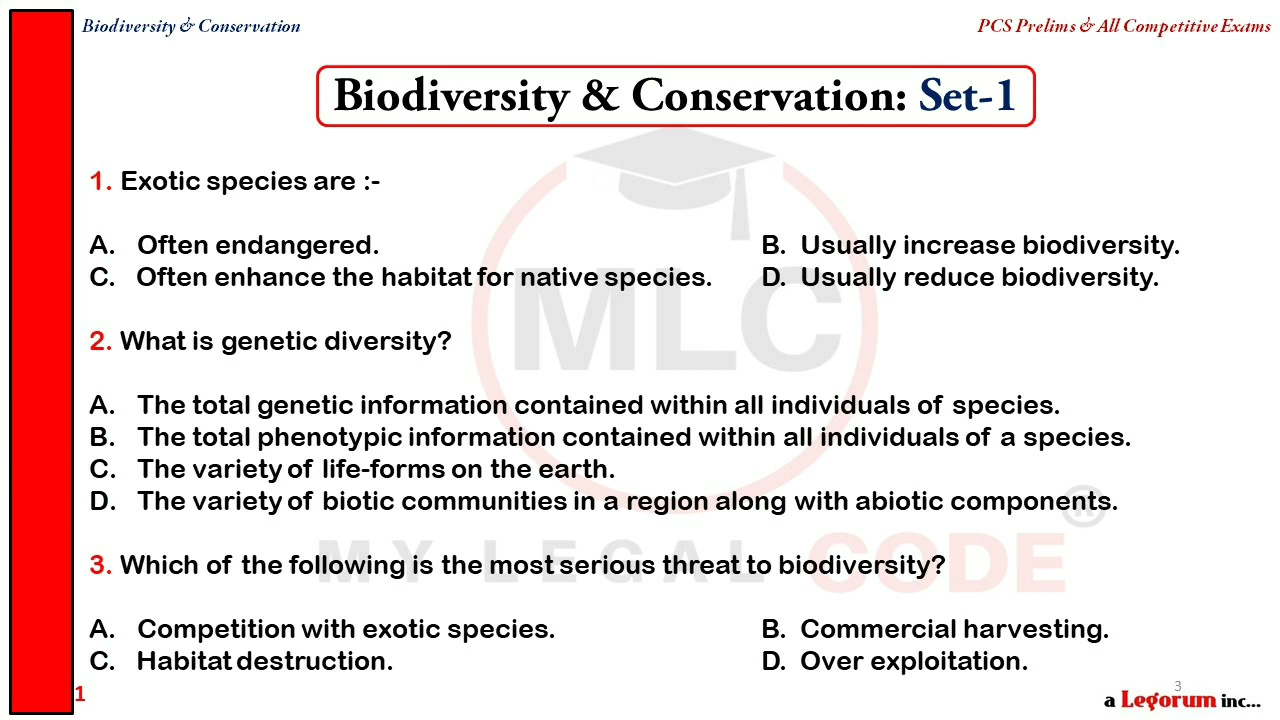 Biodiversity & Conservation
PCS Prelims & All Competitive Exams
Biodiversity & Conservation: Set-1
1. Exotic species are :-
A. Often endangered.
B. Usually increase biodiversity.
C. Often enhance the habitat for native species.
D. Usually reduce biodiversity.
2. What is genetic diversity?
A. The total genetic information contained within all individuals of species.
B. The total phenotypic information contained within all individuals of a species.
C. The variety of life-forms on the earth.
D. The variety of biotic communities in a region along with abiotic components.
3. Which of the following is the most serious threat to biodiversity?
A. Competition with exotic species.
B. Commercial harvesting.
C. Habitat destruction.
D. Over exploitation.
MLC
MY LEGAL CODE ®
1
3
a Legorum inc...